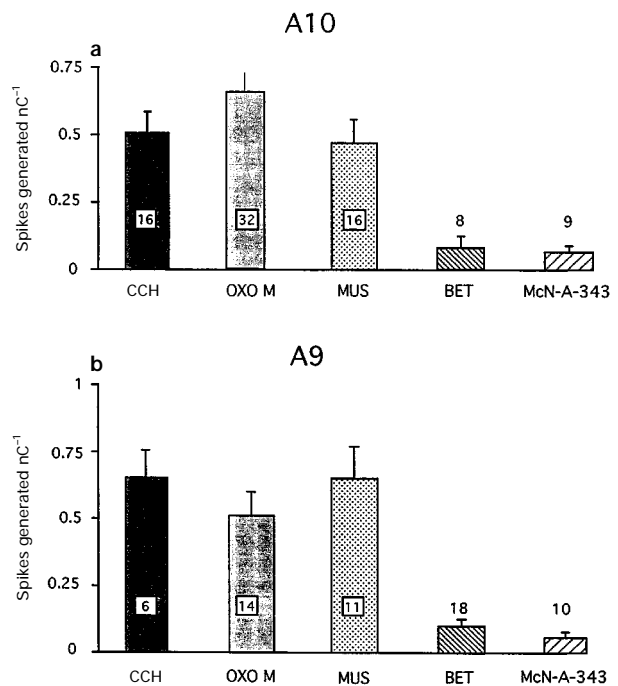 A10
a
Spikes generated nC⁻¹
0.75
0.5
0.25
0
16
32
16
8
9
CCH OXO M MUS BET McN-A-343
A9
b
Spikes generated nC⁻¹
1
0.75
0.5
0.25
0
6
14
11
18
10
CCH OXO M MUS BET McN-A-343